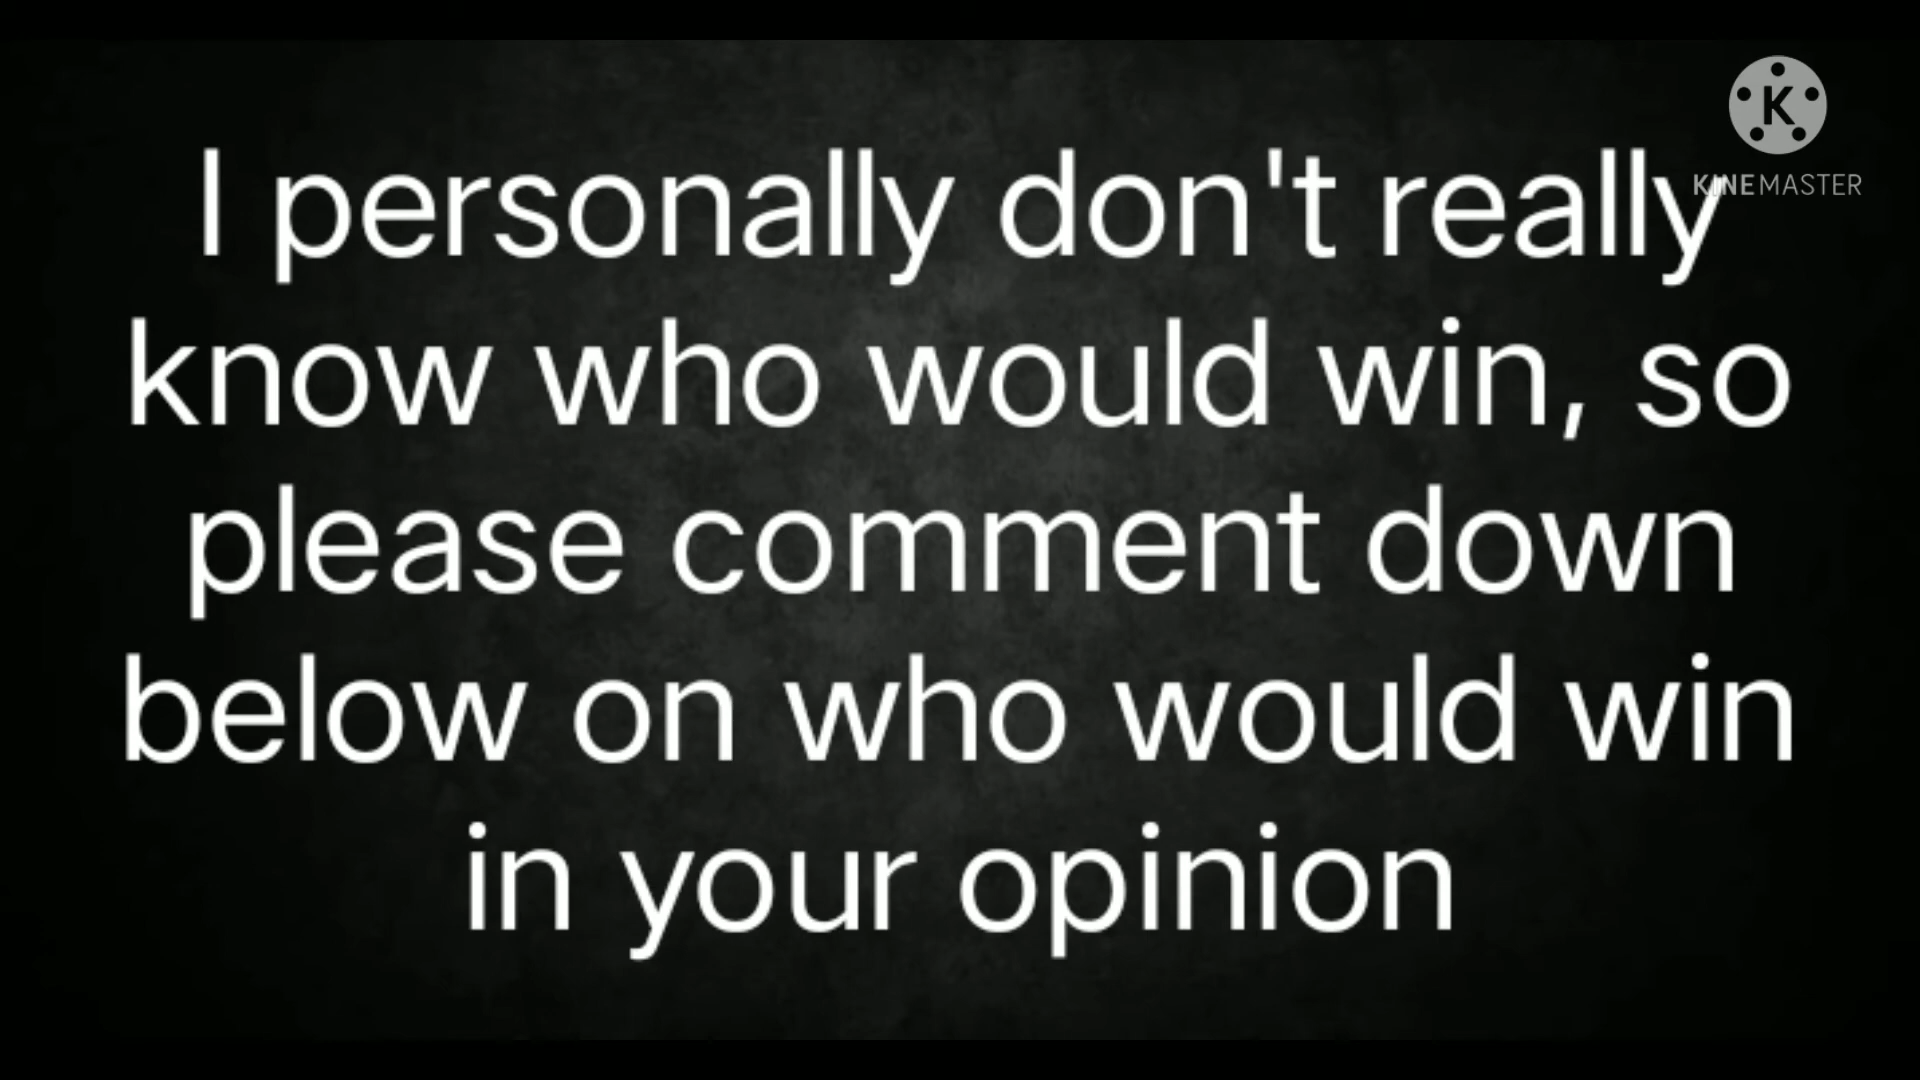 K
KINEMASTER
I personally don't really
know who would win, so
please comment down
below on who would win
in your opinion